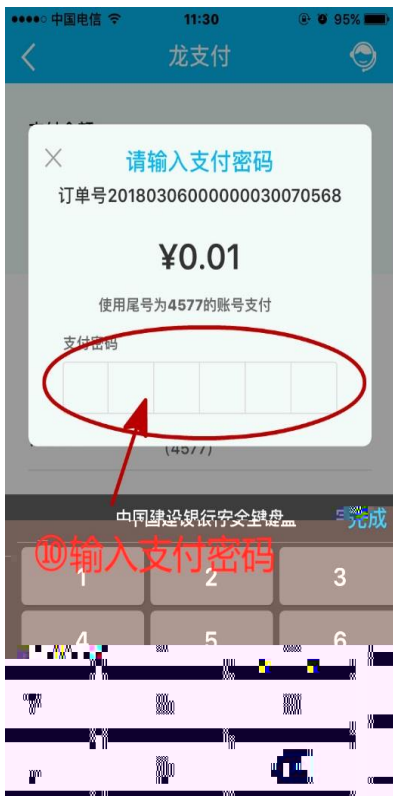 中国电信 11:30 95%
龙支付
请输入支付密码
订单号20180306000000030070568
¥0.01
使用尾号为4577的账号支付
支付密码
(4577)
中国建设银行安全键盘 完成
⑩输入支付密码
1 2 3
4 5 6